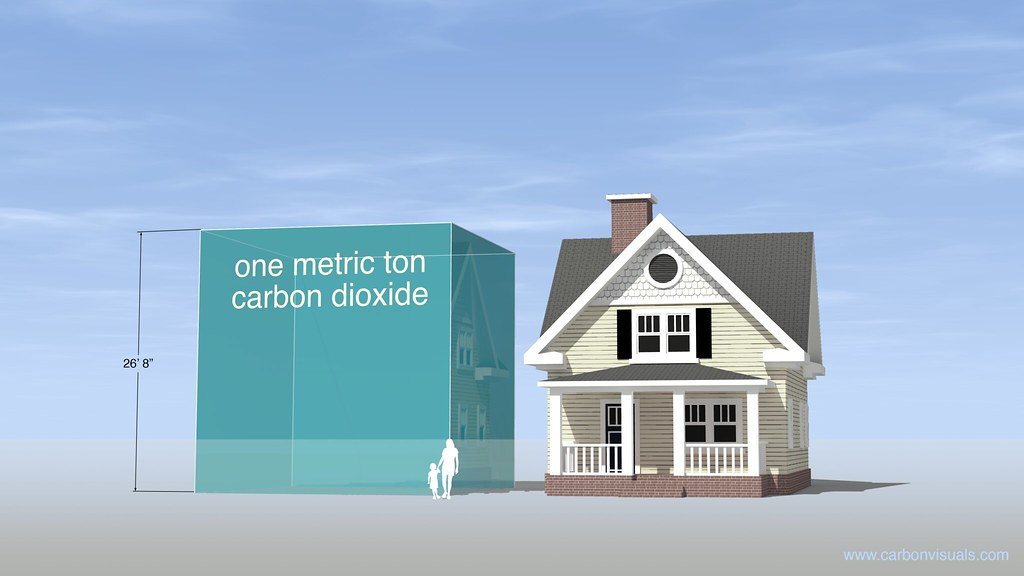 one metric ton
carbon dioxide
26' 8"
www.carbonvisuals.com